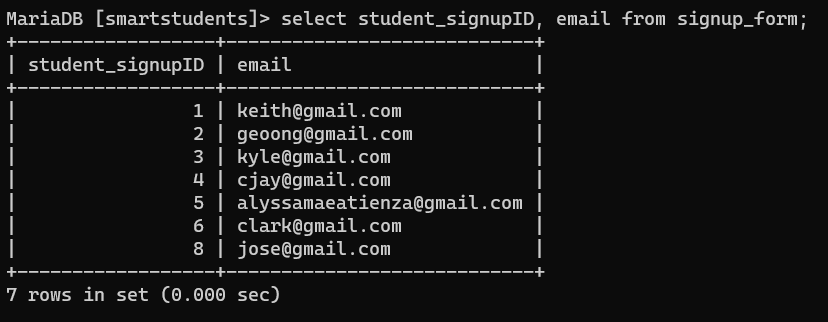 MariaDB [smartstudents]> select student_signupID, email from signup_form;
+------------------+---------------------------+
| student_signupID | email                     |
+------------------+---------------------------+
|                1 | keith@gmail.com           |
|                2 | geoong@gmail.com          |
|                3 | kyle@gmail.com            |
|                4 | cjay@gmail.com            |
|                5 | alyssamaeatienza@gmail.com |
|                6 | clark@gmail.com           |
|                8 | jose@gmail.com            |
+------------------+---------------------------+
7 rows in set (0.000 sec)